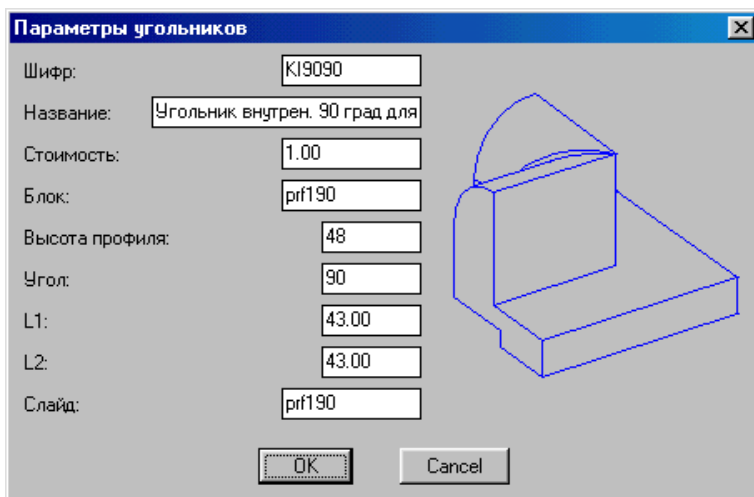 Параметры угольников
Шифр: KI9090
Название: Угольник внутрен. 90 град для
Стоимость: 1.00
Блок: prf190
Высота профиля: 48
Угол: 90
L1: 43.00
L2: 43.00
Слайд: prf190
OK Cancel